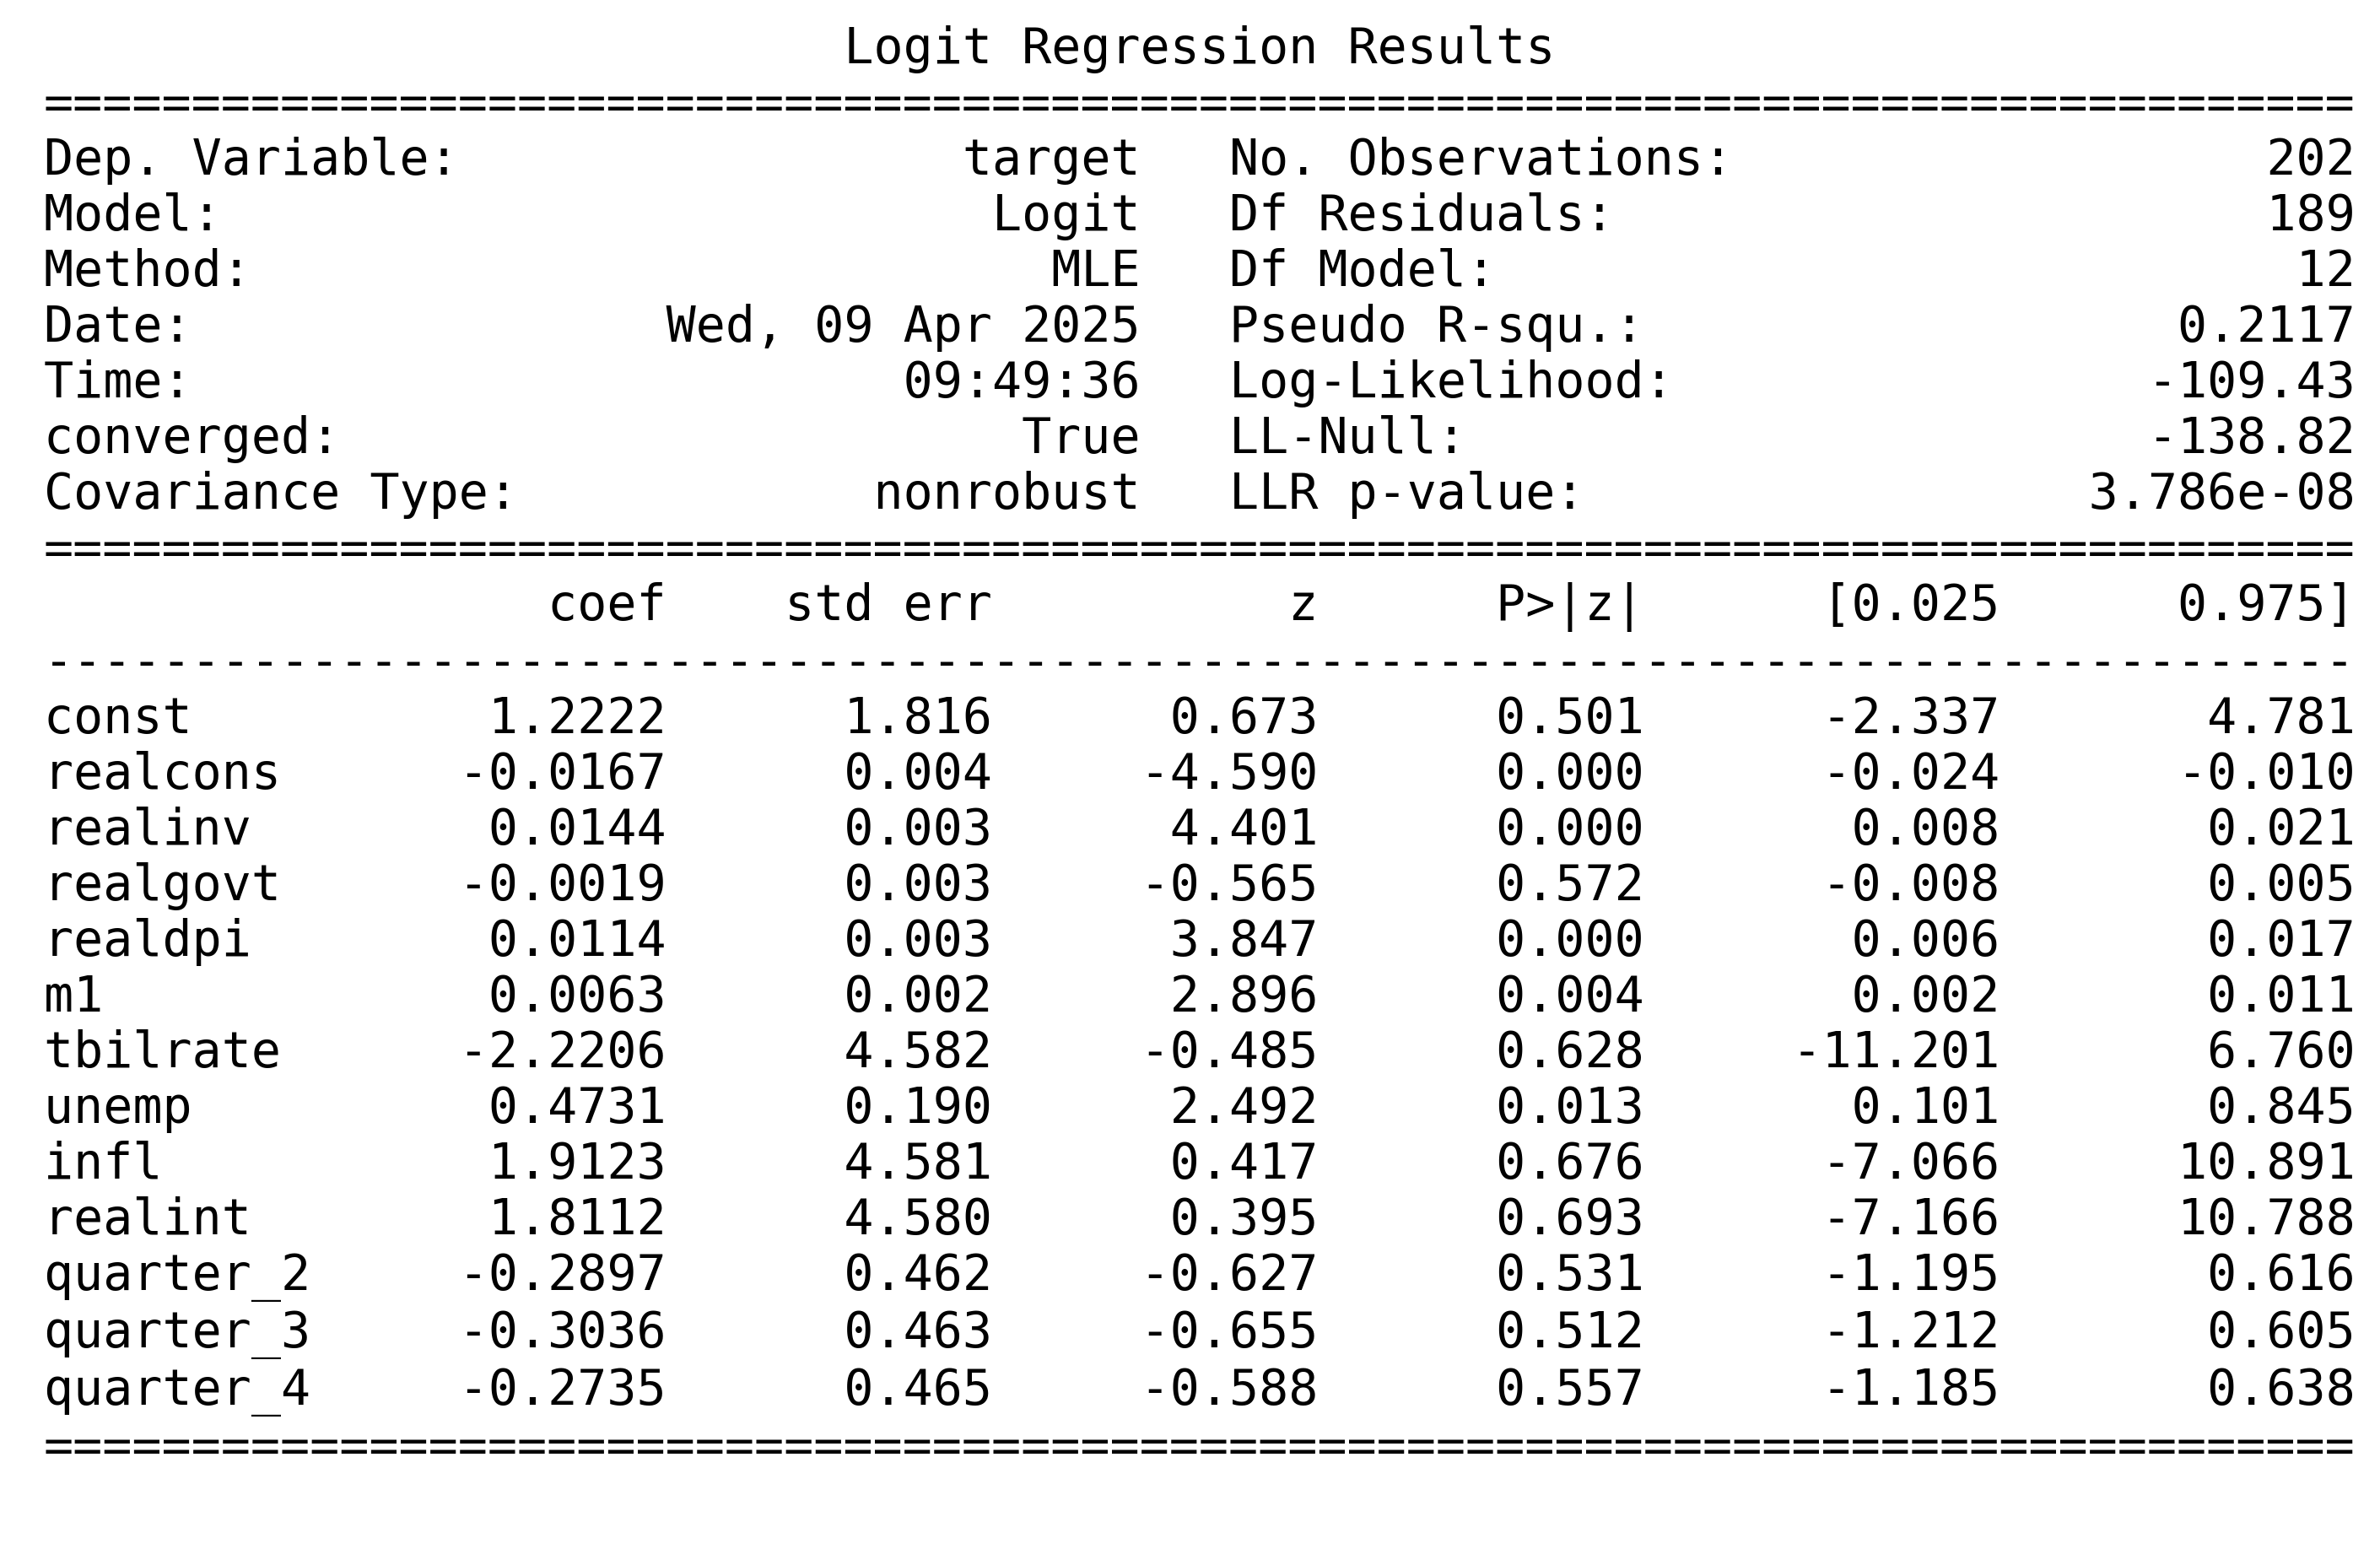 Logit Regression Results
==============================================================================
Dep. Variable:                 target   No. Observations:                  202
Model:                          Logit   Df Residuals:                      189
Method:                           MLE   Df Model:                           12
Date:                Wed, 09 Apr 2025   Pseudo R-squ.:                  0.2117
Time:                        09:49:36   Log-Likelihood:                -109.43
converged:                       True   LL-Null:                       -138.82
Covariance Type:            nonrobust   LLR p-value:                 3.786e-08
==============================================================================
                 coef    std err          z      P>|z|      [0.025      0.975]
------------------------------------------------------------------------------
const          1.2222      1.816      0.673      0.501      -2.337       4.781
realcons      -0.0167      0.004     -4.590      0.000      -0.024      -0.010
realinv        0.0144      0.003      4.401      0.000       0.008       0.021
realgovt      -0.0019      0.003     -0.565      0.572      -0.008       0.005
realdpi        0.0114      0.003      3.847      0.000       0.006       0.017
m1             0.0063      0.002      2.896      0.004       0.002       0.011
tbilrate      -2.2206      4.582     -0.485      0.628     -11.201       6.760
unemp          0.4731      0.190      2.492      0.013       0.101       0.845
infl           1.9123      4.581      0.417      0.676      -7.066      10.891
realint        1.8112      4.580      0.395      0.693      -7.166      10.788
quarter_2     -0.2897      0.462     -0.627      0.531      -1.195       0.616
quarter_3     -0.3036      0.463     -0.655      0.512      -1.212       0.605
quarter_4     -0.2735      0.465     -0.588      0.557      -1.185       0.638
==============================================================================